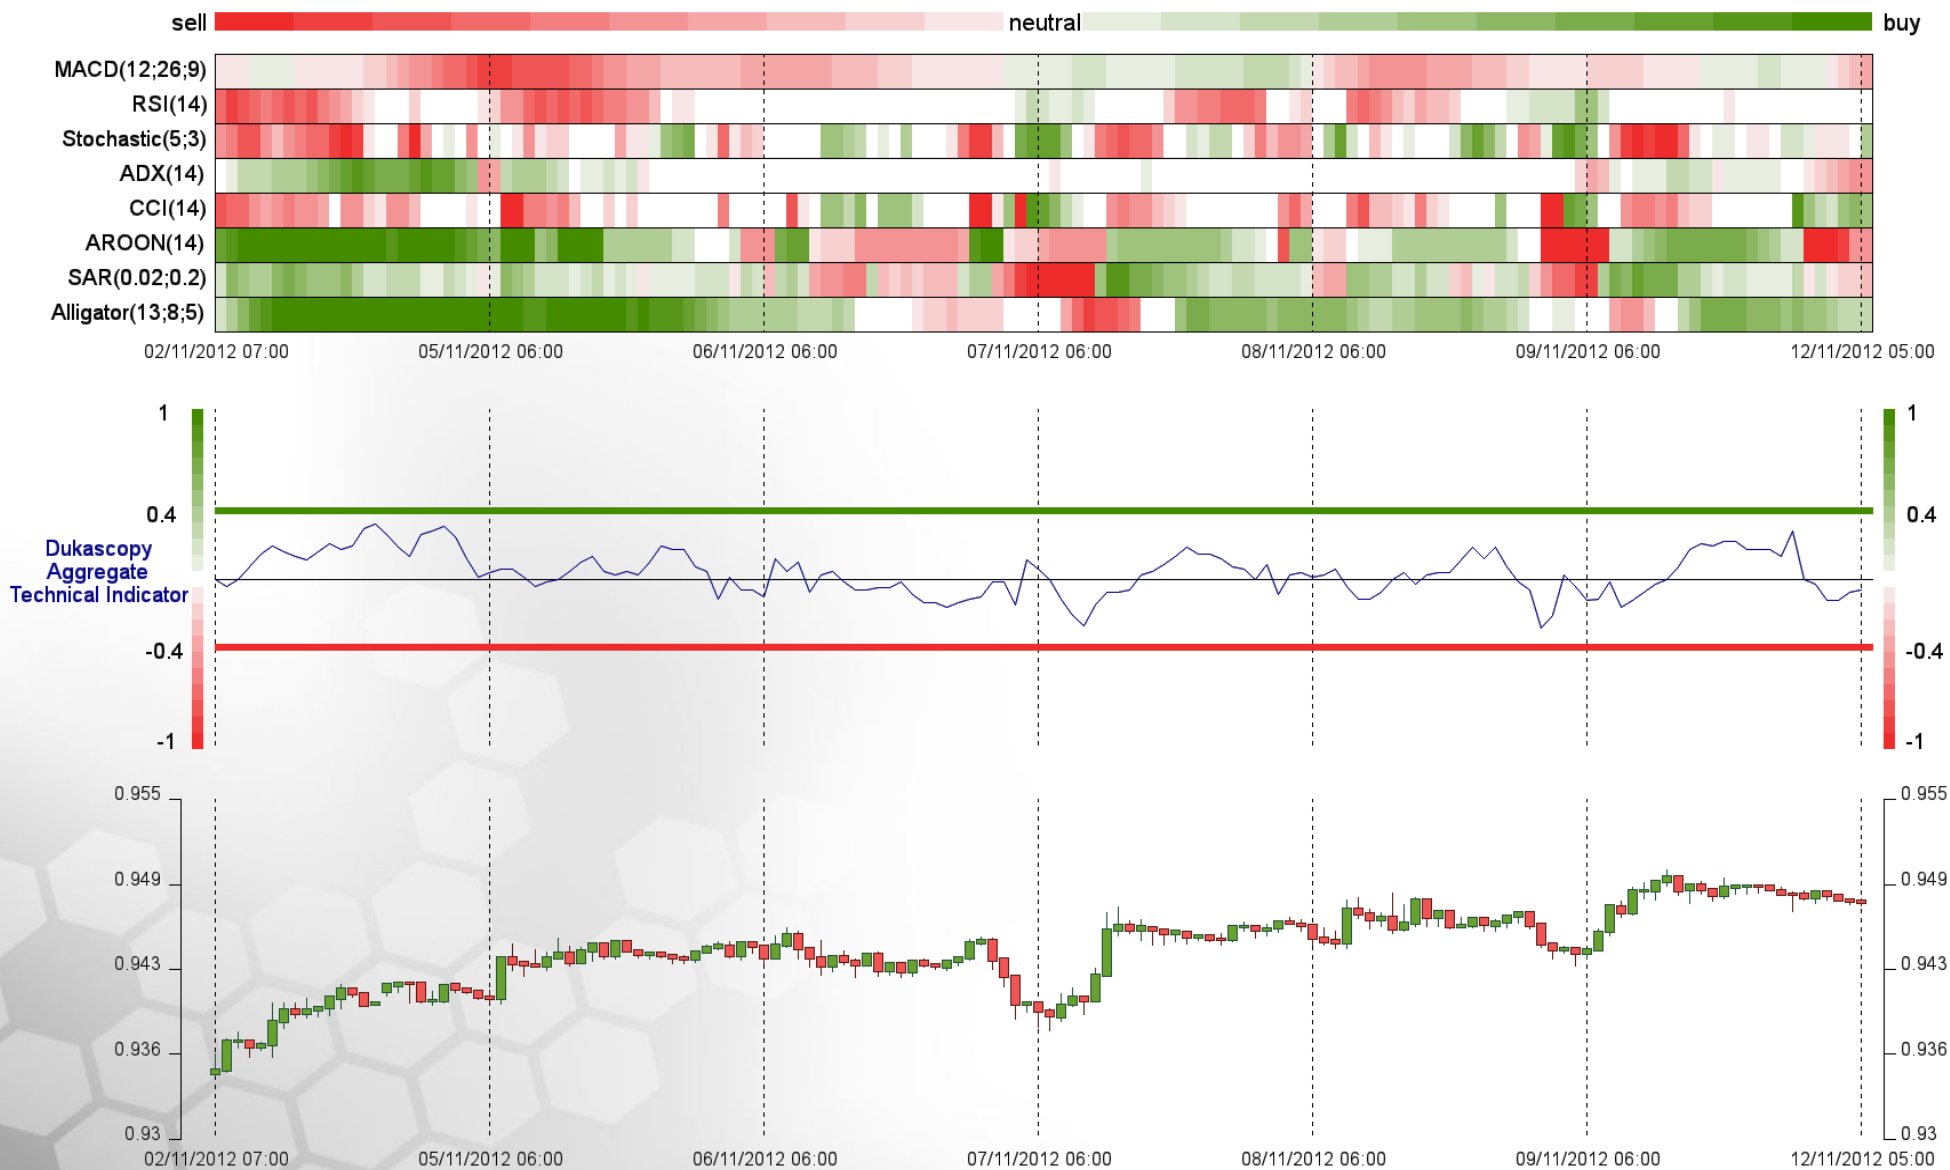 sell neutral buy
MACD(12;26;9)
RSI(14)
Stochastic(5;3)
ADX(14)
CCI(14)
AROON(14)
SAR(0.02;0.2)
Alligator(13;8;5)
02/11/2012 07:00 05/11/2012 06:00 06/11/2012 06:00 07/11/2012 06:00 08/11/2012 06:00 09/11/2012 06:00 12/11/2012 05:00
1 1
0.4 0.4
Dukascopy
Aggregate
Technical Indicator
-0.4 -0.4
-1 -1
0.955 0.955
0.949 0.949
0.943 0.943
0.936 0.936
0.93 0.93
02/11/2012 07:00 05/11/2012 06:00 06/11/2012 06:00 07/11/2012 06:00 08/11/2012 06:00 09/11/2012 06:00 12/11/2012 05:00